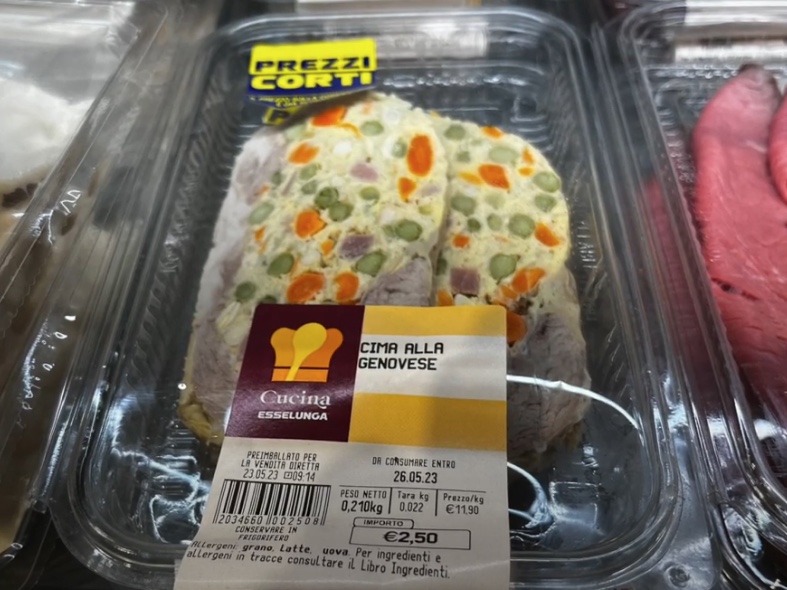 PREZZI
CORTI
CIMA ALLA
GENOVESE
Cucina
ESSELUNGA
PREIMBALLATO PER
LA VENDITA DIRETTA
23.05.23 09:14
DA CONSUMARE ENTRO
26.05.23
PESO NETTO
0,210kg
Tara kg
0.022
Prezzo/kg
€11.90
2034660 002508
IMPORTO
€2,50
CONSERVARE IN
FRIGORIFERO
Allergeni: grano, Latte, uova. Per ingredienti e
allergeni in tracce consultare il Libro Ingredienti.